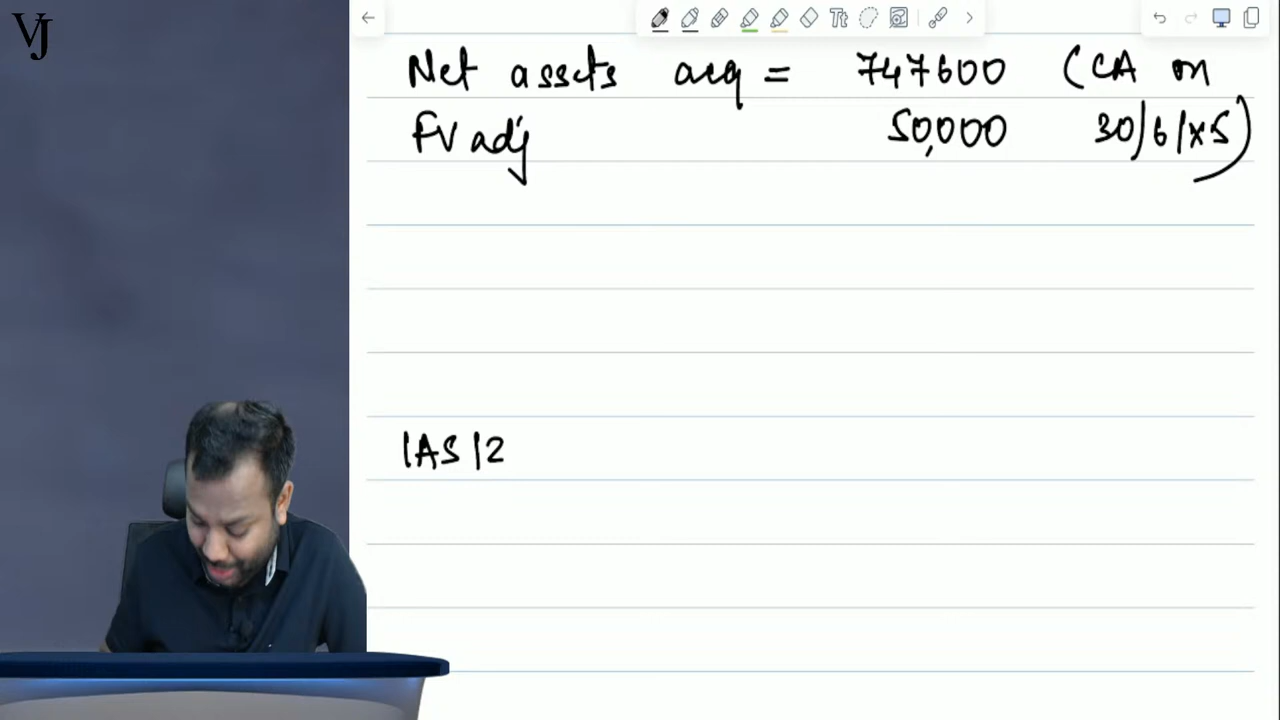 VJ
Net assets acq = 747600 (CA on
FV adj 50,000 30/6/x5)
IAS 12